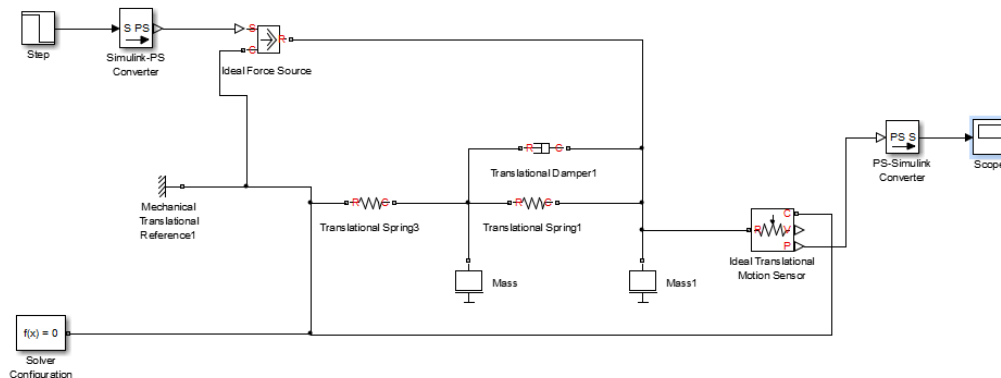 Step
S PS
Simulink-PS
Converter
S
C
R
Ideal Force Source
Mechanical
Translational
Reference1
R
C
Translational Spring3
R
C
Translational Damper1
R
C
Translational Spring1
Mass
Mass1
R
C
V
P
Ideal Translational
Motion Sensor
PS S
PS-Simulink
Converter
Scope
f(x) = 0
Solver
Configuration